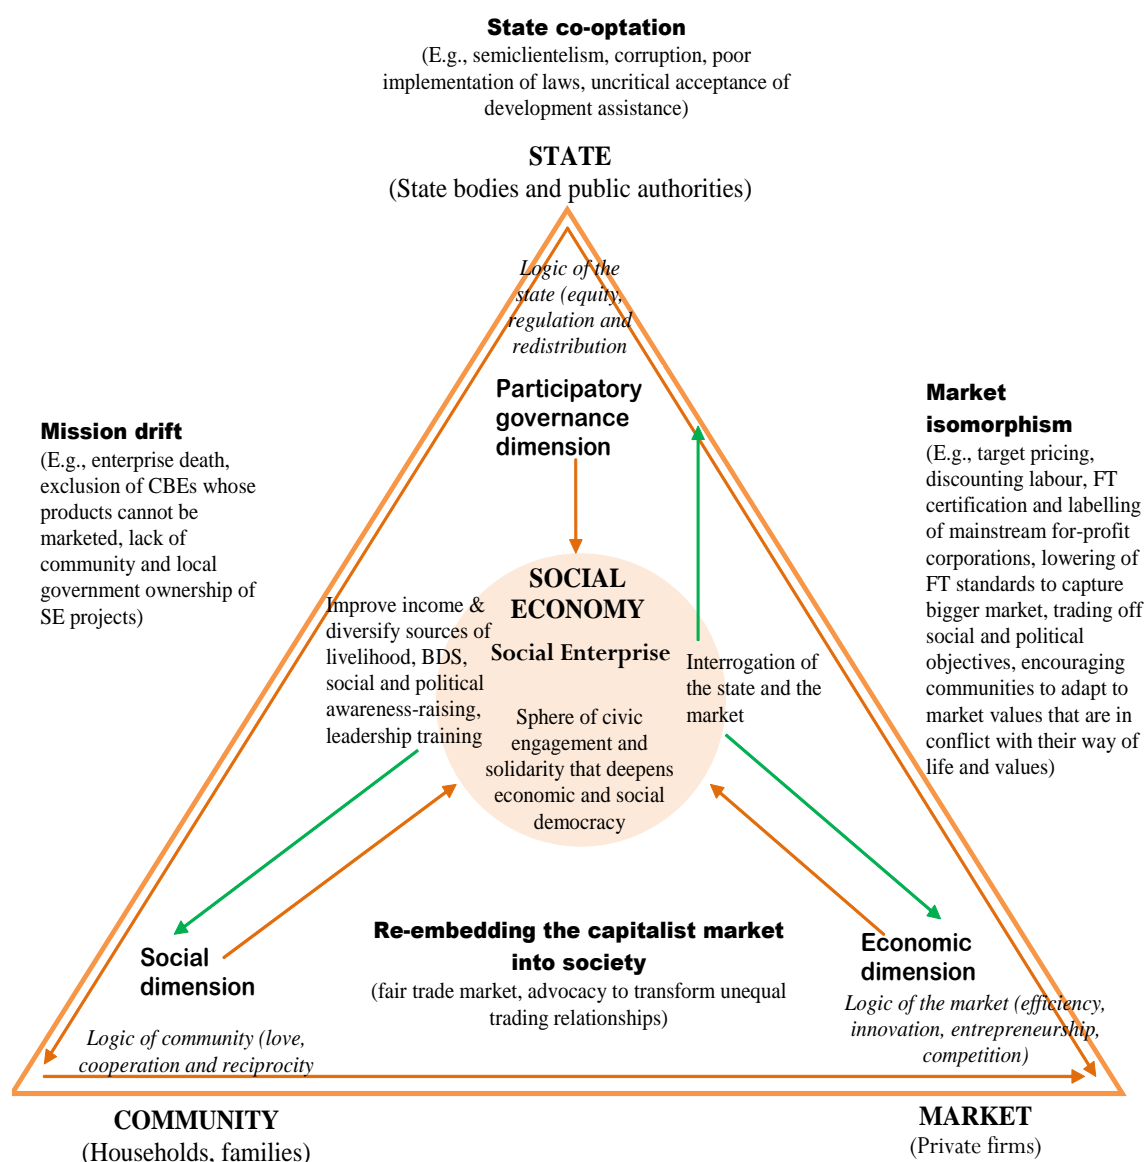 State co-optation
(E.g., semiclientelism, corruption, poor
implementation of laws, uncritical acceptance of
development assistance)
STATE
(State bodies and public authorities)
Logic of the
state (equity,
regulation and
redistribution
Participatory
governance
dimension
Mission drift
(E.g., enterprise death,
exclusion of CBEs whose
products cannot be
marketed, lack of
community and local
government ownership of
SE projects)
Market
isomorphism
(E.g., target pricing,
discounting labour, FT
certification and labelling
of mainstream for-profit
corporations, lowering of
FT standards to capture
bigger market, trading off
social and political
objectives, encouraging
communities to adapt to
market values that are in
conflict with their way of
life and values)
SOCIAL
ECONOMY
Social Enterprise
Sphere of civic
engagement and
solidarity that deepens
economic and social
democracy
Improve income &
diversify sources of
livelihood, BDS,
social and political
awareness-raising,
leadership training
Interrogation of
the state and the
market
Social
dimension
Logic of community (love,
cooperation and reciprocity
Re-embedding the capitalist market
into society
(fair trade market, advocacy to transform unequal
trading relationships)
Economic
dimension
Logic of the market (efficiency,
innovation, entrepreneurship,
competition)
COMMUNITY
(Households, families)
MARKET
(Private firms)